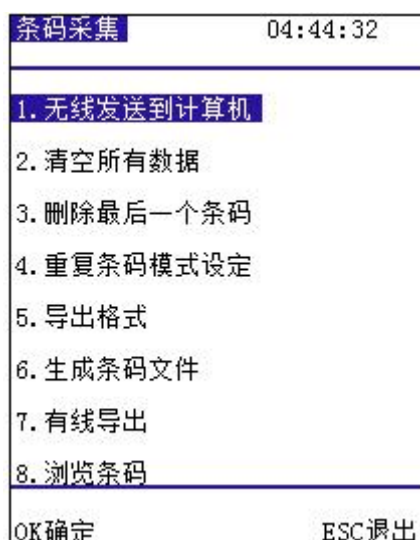 条码采集 04:44:32
1.无线发送到计算机
2.清空所有数据
3.删除最后一个条码
4.重复条码模式设定
5.导出格式
6.生成条码文件
7.有线导出
8.浏览条码
OK确定 ESC退出